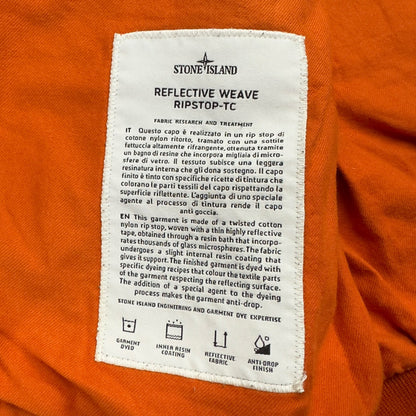 STONE ISLAND
REFLECTIVE WEAVE
RIPSTOP-TC
FABRIC RESEARCH AND TREATMENT
IT Questo capo è realizzato in un rip stop di
cotone nylon ritorto, tramato con una sottile
fettuccia altamente rifrangente, ottenuta tramite
un bagno di resine che incorpora migliaia di micro-
sfere di vetro. Il tessuto subisce una leggera
resinatura interna che gli dona sostegno. Il capo
finito è tinto con specifiche ricette di tintura che
colorano le parti tessili del capo rispettando la
superficie riflettente. L'aggiunta di uno speciale
agente al processo di tintura rende il capo
anti goccia.
EN This garment is made of a twisted cotton
nylon rip stop, woven with a thin highly reflective
tape, obtained through a resin bath that incorpo-
rates thousands of glass microspheres. The fabric
undergoes a slight internal resin coating that
gives it support. The finished garment is dyed with
specific dyeing recipes that colour the textile parts
of the garment respecting the reflecting surface.
The addition of a special agent to the dyeing
process makes the garment anti-drop.
STONE ISLAND ENGINEERING AND GARMENT DYE EXPERTISE
GARMENT
DYED
INNER RESIN
COATING
REFLECTIVE
FABRIC
ANTI-DROP
FINISH